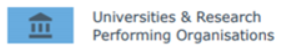 Universities & Research
Performing Organisations